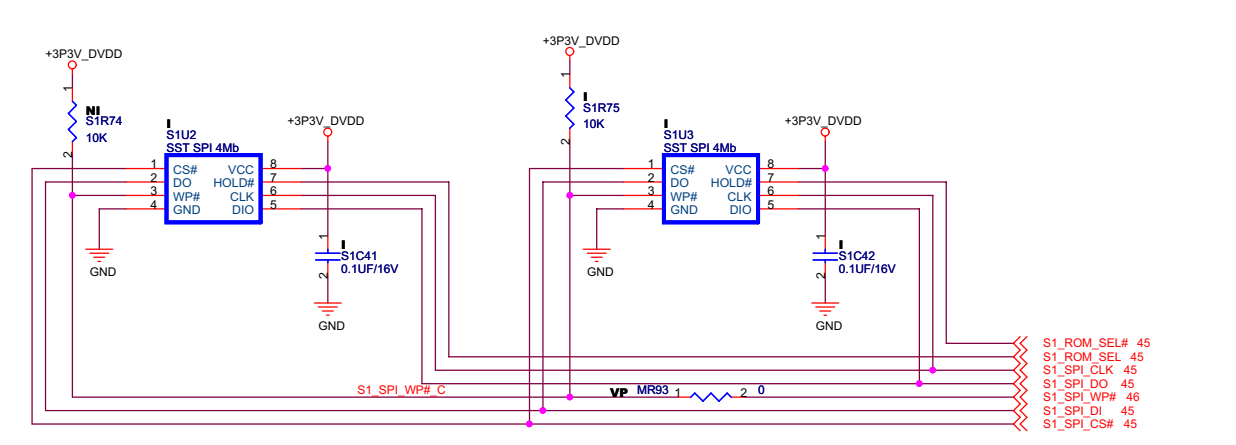 +3P3V_DVDD
1
NI
S1R74
10K
2
I
S1U2
SST SPI 4Mb
1 CS# VCC 8
2 DO HOLD# 7
3 WP# CLK 6
4 GND DIO 5
GND
+3P3V_DVDD
1
I
S1C41
0.1UF/16V
2
GND
+3P3V_DVDD
1
I
S1R75
10K
2
I
S1U3
SST SPI 4Mb
1 CS# VCC 8
2 DO HOLD# 7
3 WP# CLK 6
4 GND DIO 5
GND
+3P3V_DVDD
1
I
S1C42
0.1UF/16V
2
GND
S1_ROM_SEL# 45
S1_ROM_SEL 45
S1_SPI_CLK 45
S1_SPI_DO 45
S1_SPI_WP#_C
VP MR93 1 2 0
S1_SPI_WP# 46
S1_SPI_DI 45
S1_SPI_CS# 45